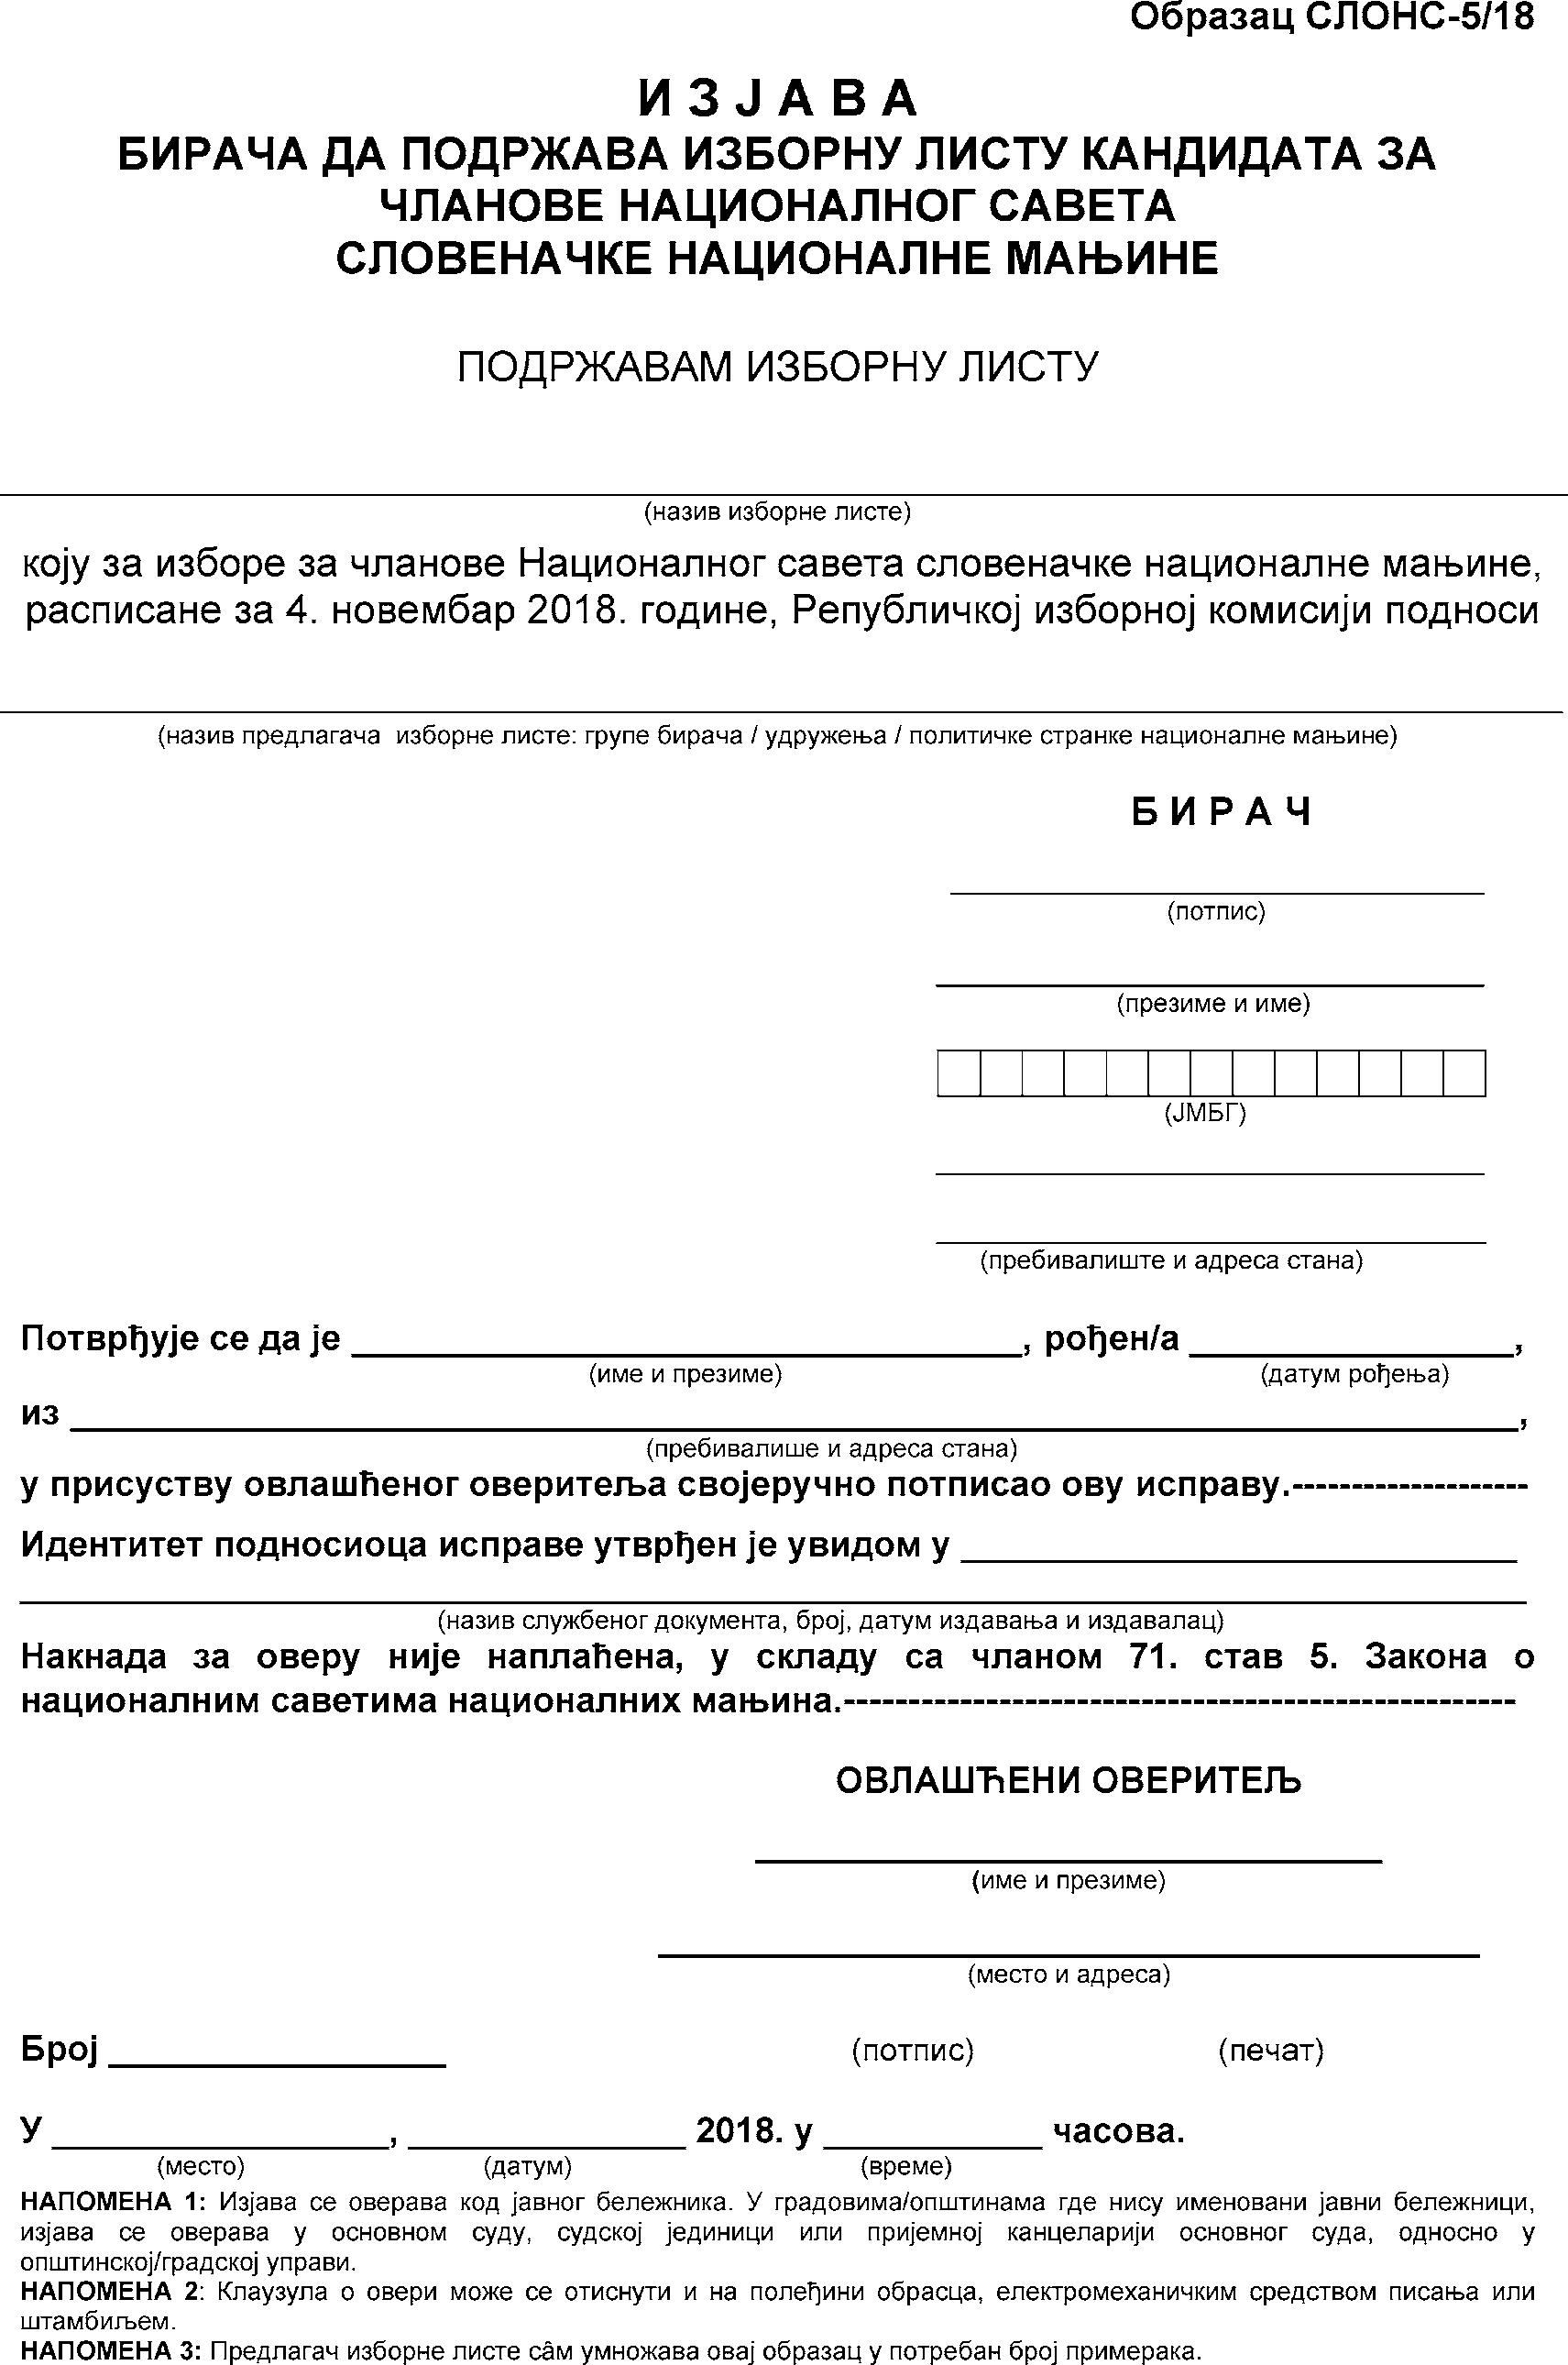 Образац СЛОНС-5/18
И З Ј А В А
БИРАЧА ДА ПОДРЖАВА ИЗБОРНУ ЛИСТУ КАНДИДАТА ЗА
ЧЛАНОВЕ НАЦИОНАЛНОГ САВЕТА
СЛОВЕНАЧКЕ НАЦИОНАЛНЕ МАЊИНЕ
ПОДРЖАВАМ ИЗБОРНУ ЛИСТУ
(назив изборне листе)
коју за изборе за чланове Националног савета словеначке националне мањине,
расписане за 4. новембар 2018. године, Републичкој изборној комисији подноси
(назив предлагача изборне листе: групе бирача / удружења / политичке странке националне мањине)
Б И Р А Ч
(потпис)
(презиме и име)
(ЈМБГ)
(пребивалиште и адреса стана)
Потврђује се да је ____________________, рођен/а ____________________,
(име и презиме) (датум рођења)
из ____________________,
(пребивалише и адреса стана)
у присуству овлашћеног оверитеља својеручно потписао ову исправу.--------------------
Идентитет подносиоца исправе утврђен је увидом у ____________________
(назив службеног документа, број, датум издавања и издавалац)
Накнада за оверу није наплаћена, у складу са чланом 71. став 5. Закона о
националним саветима националних мањина.----------------------------------------------------
ОВЛАШЋЕНИ ОВЕРИТЕЉ
(име и презиме)
(место и адреса)
Број ____________________ (потпис) (печат)
У ____________________, ____________________ 2018. у ____________________ часова.
(место) (датум) (време)
НАПОМЕНА 1: Изјава се оверава код јавног бележника. У градовима/општинама где нису именовани јавни бележници,
изјава се оверава у основном суду, судској јединици или пријемној канцеларији основног суда, односно у
општинској/градској управи.
НАПОМЕНА 2: Клаузула о овери може се отиснути и на полеђини обрасца, електромеханичким средством писања или
штамбиљем.
НАПОМЕНА 3: Предлагач изборне листе са̂м умножава овај образац у потребан број примерака.